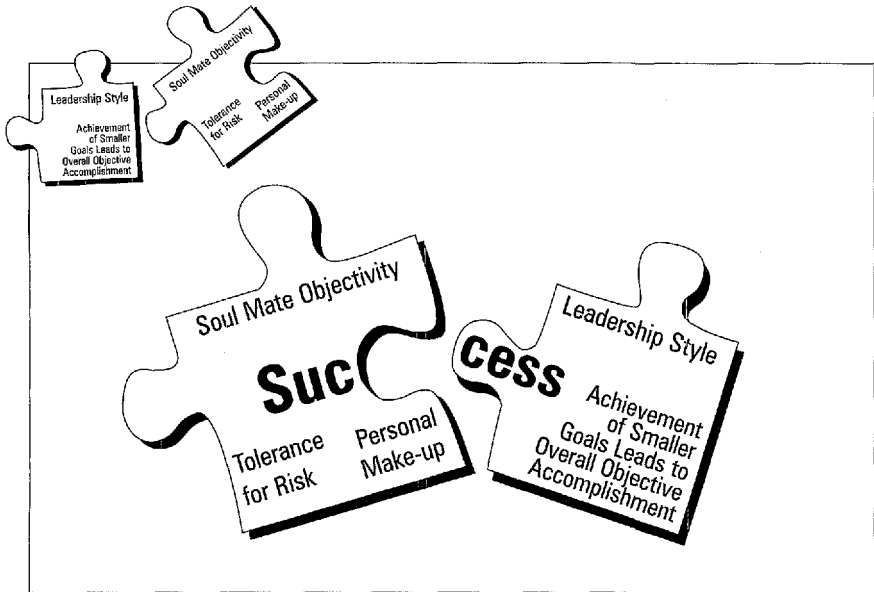 Soul Mate Objectivity
Leadership Style
Tolerance
for Risk
Personal
Make-up
Achievement
of Smaller
Goals Leads to
Overall Objective
Accomplishment
Soul Mate Objectivity
Leadership Style
Suc
cess
Tolerance
for Risk
Personal
Make-up
Achievement
of Smaller
Goals Leads to
Overall Objective
Accomplishment